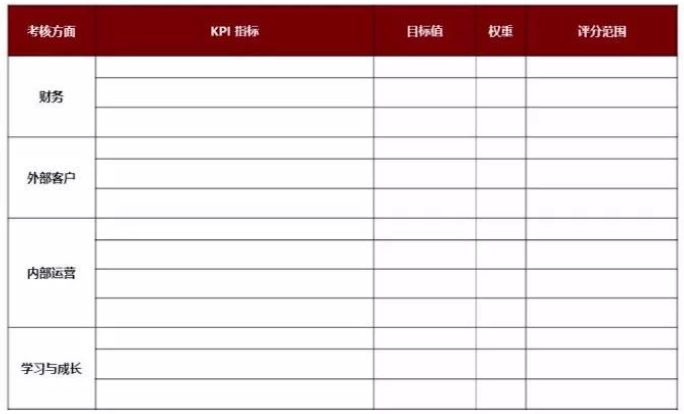 考核方面 KPI 指标 目标值 权重 评分范围
财务
外部客户
内部运营
学习与成长